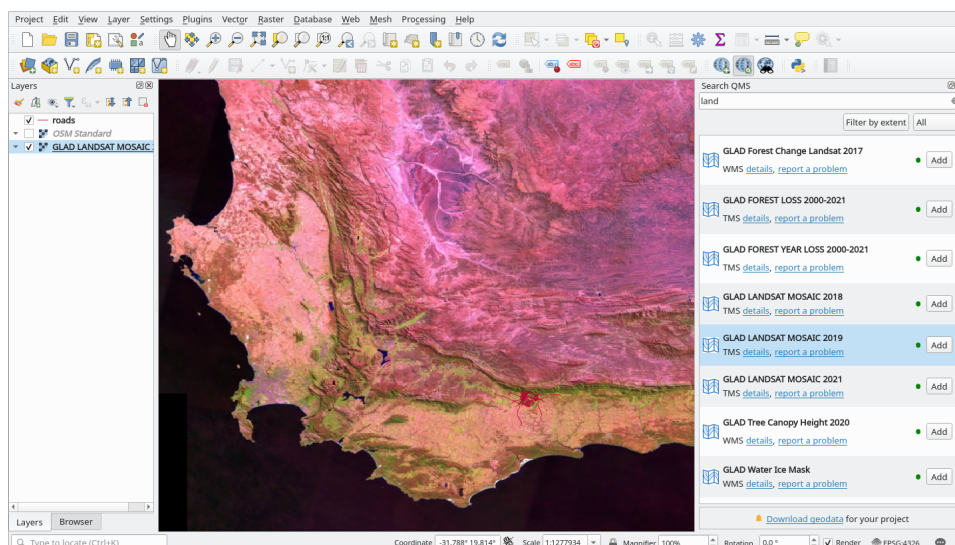 Project Edit View Layer Settings Plugins Vector Raster Database Web Mesh Processing Help
Layers
roads
OSM Standard
GLAD LANDSAT MOSAIC
Layers Browser
Search QMS
land
Filter by extent All
GLAD Forest Change Landsat 2017
WMS details, report a problem
Add
GLAD FOREST LOSS 2000-2021
TMS details, report a problem
Add
GLAD FOREST YEAR LOSS 2000-2021
TMS details, report a problem
Add
GLAD LANDSAT MOSAIC 2018
TMS details, report a problem
Add
GLAD LANDSAT MOSAIC 2019
TMS details, report a problem
Add
GLAD LANDSAT MOSAIC 2021
TMS details, report a problem
Add
GLAD Tree Canopy Height 2020
WMS details, report a problem
Add
GLAD Water Ice Mask
WMS details, report a problem
Add
Download geodata for your project
Type to locate (Ctrl+K) Coordinate -31.788° 19.814° Scale 1:1277934 Magnifier 100% Rotation 0.0 ° Render EPSG:4326